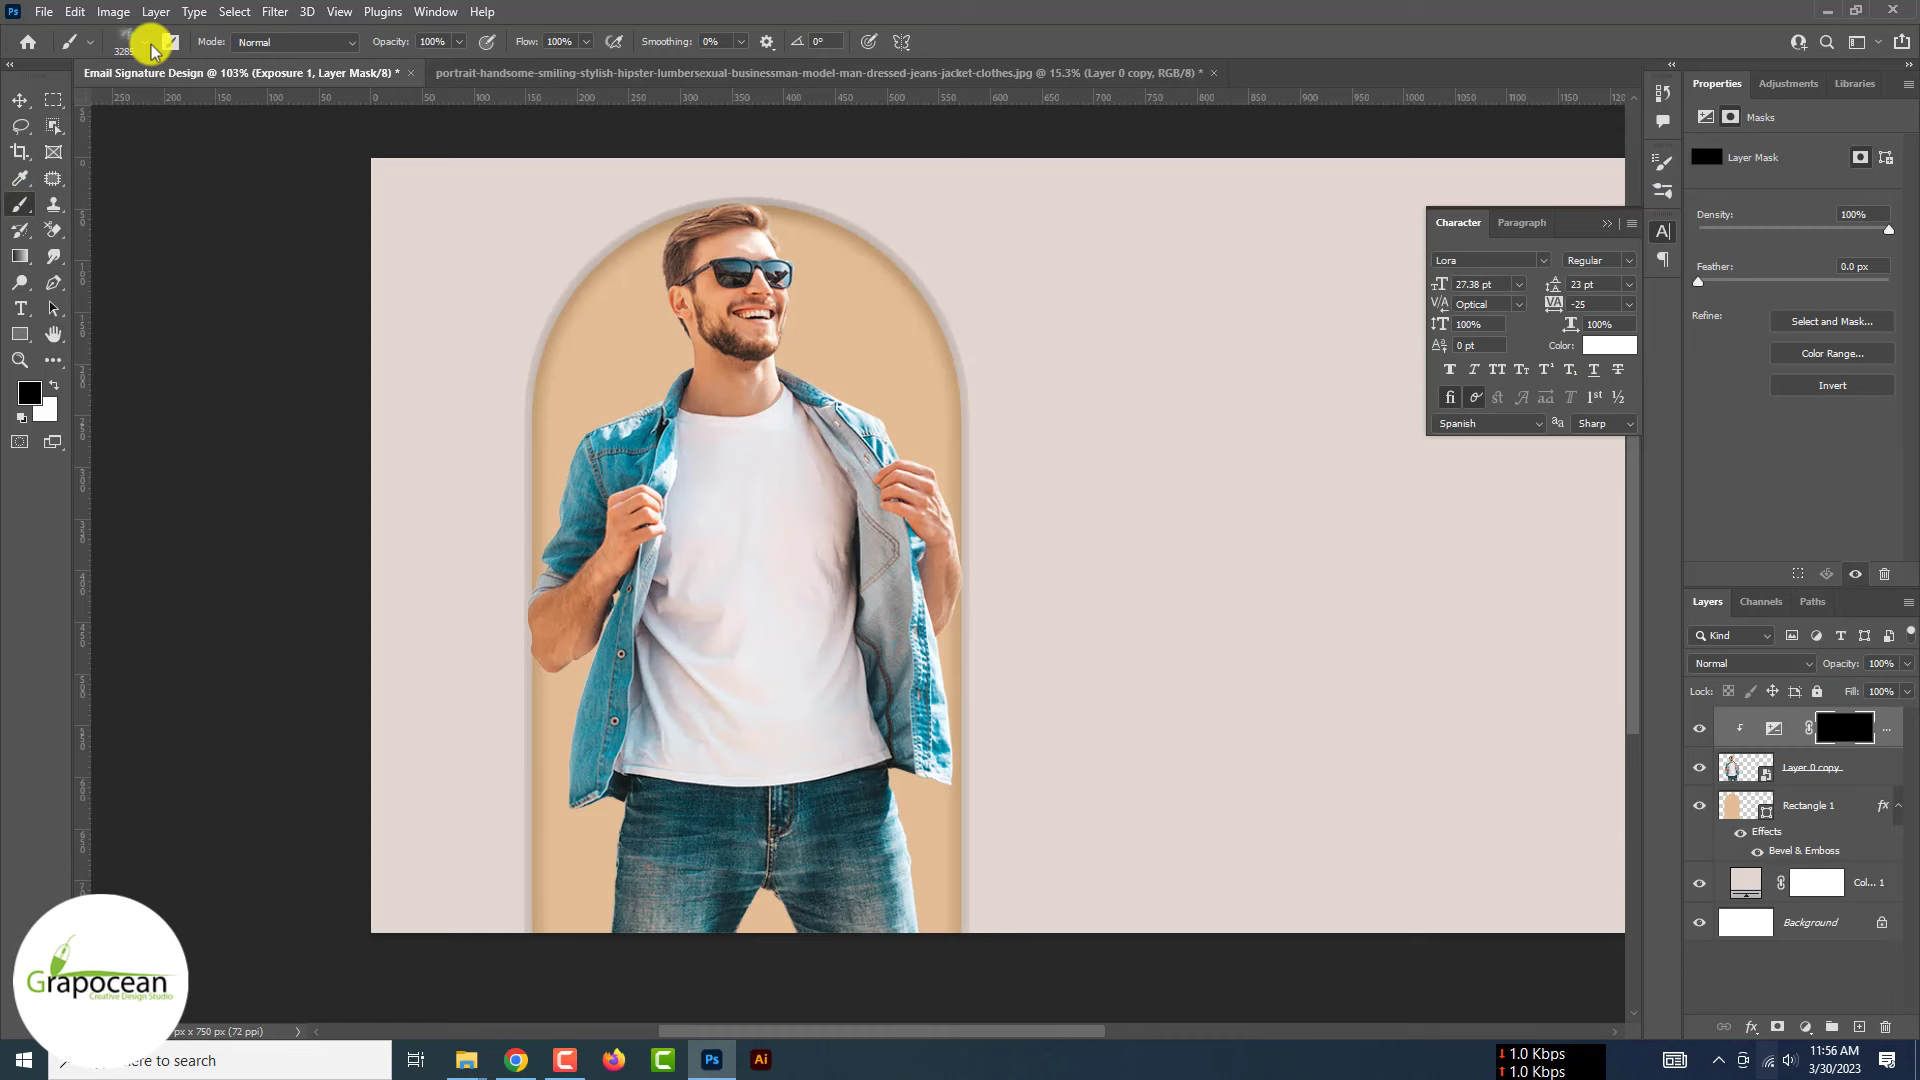 File Edit Image Layer Type Select Filter 3D View Plugins Window Help
3285 Mode: Normal Opacity: 100% Flow: 100% Smoothing: 0% 0°
Email Signature Design @ 103% (Exposure 1, Layer Mask/8) * portrait-handsome-smiling-stylish-hipster-lumbersexual-businessman-model-man-dressed-jeans-jacket-clothes.jpg @ 15.3% (Layer 0 copy, RGB/8) *
250 200 150 100 50 0 50 100 150 200 250 300 350 400 450 500 550 600 650 700 750 800 850 900 950 1000 1050 1100 1150
Properties Adjustments Libraries
Masks
Layer Mask
Density: 100%
Feather: 0.0 px
Refine: Select and Mask...
Color Range...
Invert
Character Paragraph
Lora Regular
27.38 pt 23 pt
Optical -25
100% 100%
0 pt Color:
Spanish Sharp
Layers Channels Paths
Kind
Normal Opacity: 100%
Lock: Fill: 100%
Layer 0 copy
Rectangle 1 fx
Effects
Bevel & Emboss
Col... 1
Background
Grapocean
Creative Design Studio
px x 750 px (72 ppi)
here to search
Ps Ai
1.0 Kbps
1.0 Kbps
11:56 AM
3/30/2023